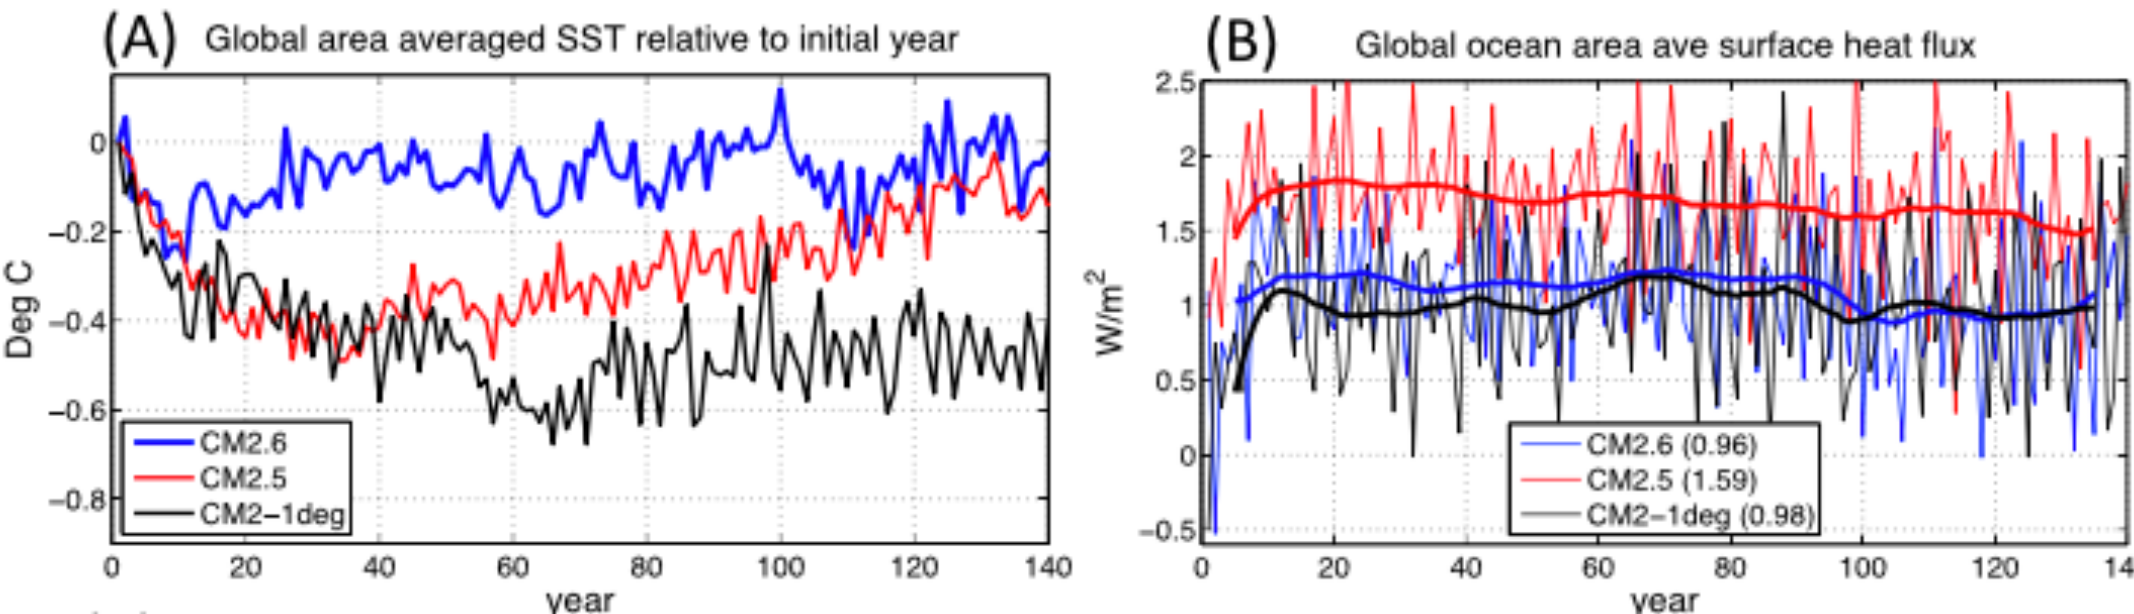 (A) Global area averaged SST relative to initial year
Deg C
0
−0.2
−0.4
−0.6
−0.8
CM2.6
CM2.5
CM2−1deg
0 20 40 60 80 100 120 140
year
(B) Global ocean area ave surface heat flux
W/m²
2.5
2
1.5
1
0.5
0
−0.5
CM2.6 (0.96)
CM2.5 (1.59)
CM2−1deg (0.98)
0 20 40 60 80 100 120 14
year